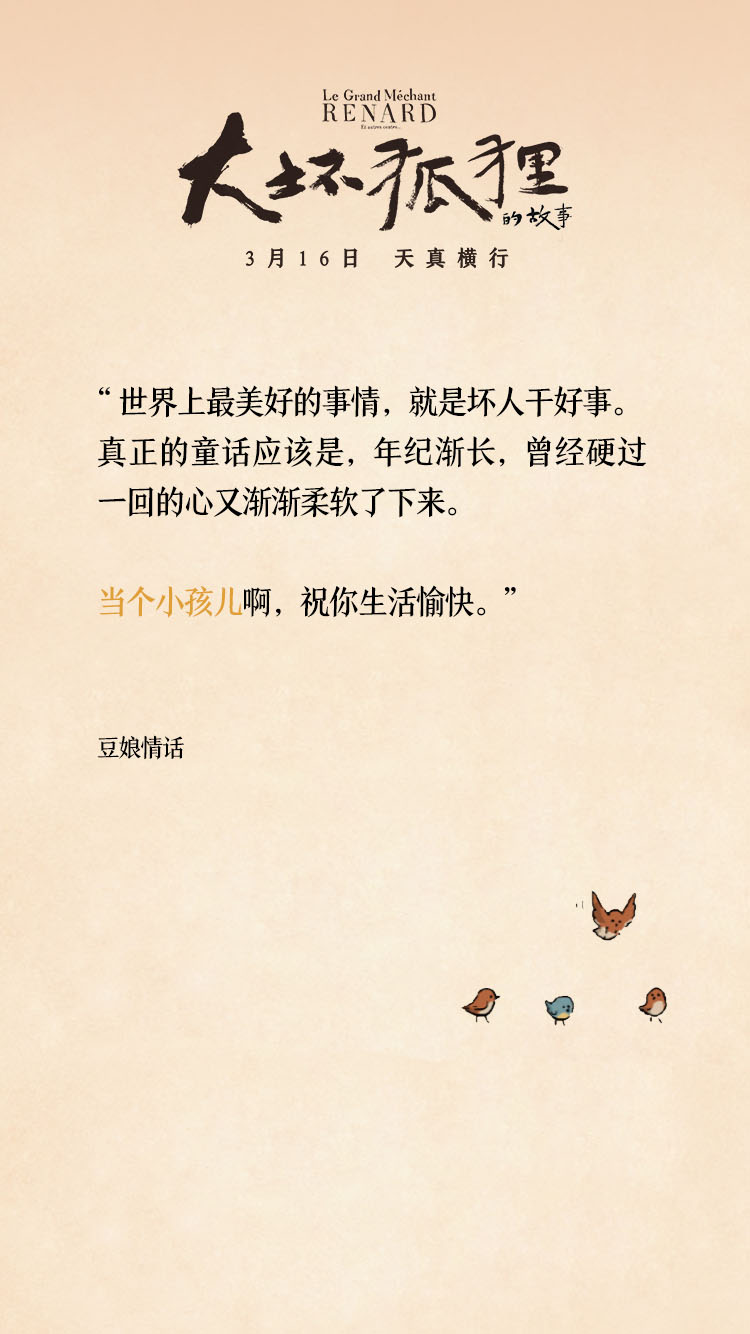 Le Grand Méchant
RENARD
Et autres contes...
大坏狐狸
的故事
3月16日 天真横行
“世界上最美好的事情，就是坏人干好事。
真正的童话应该是，年纪渐长，曾经硬过
一回的心又渐渐柔软了下来。
当个小孩儿啊，祝你生活愉快。”
豆娘情话